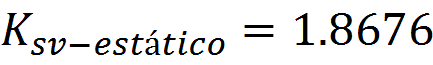 K_{sv-estático} = 1.8676